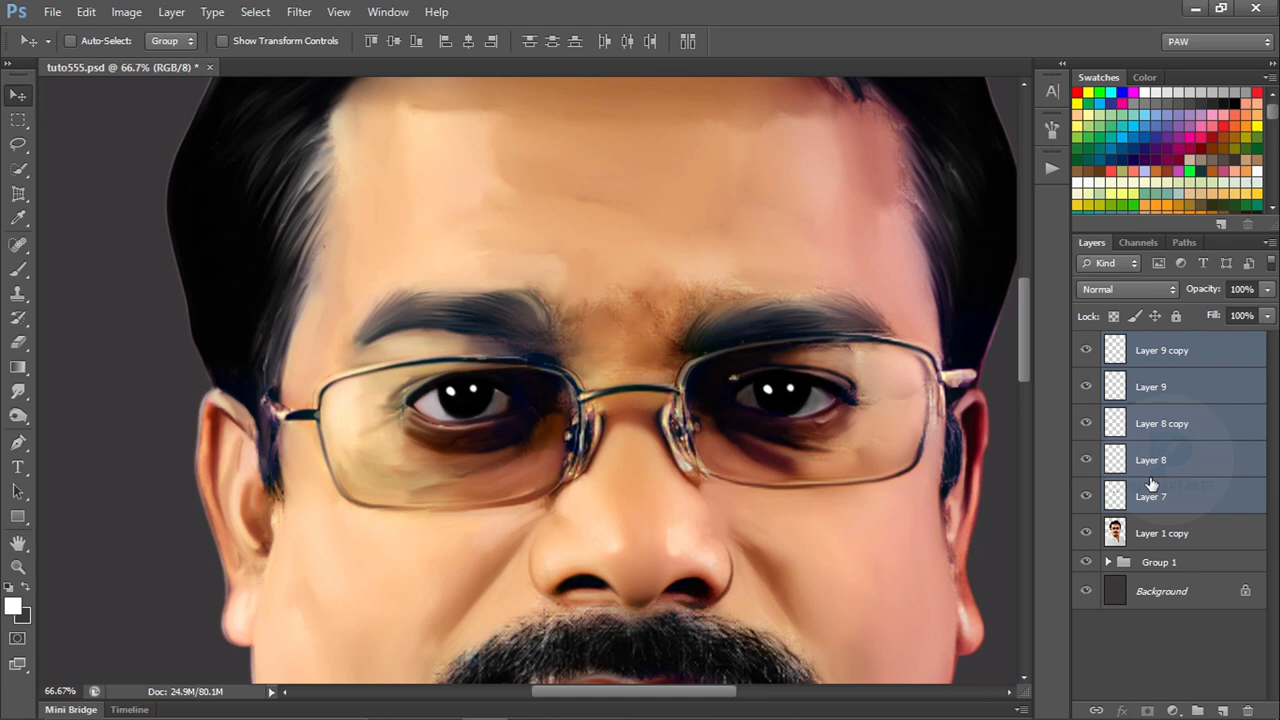 Ps File Edit Image Layer Type Select Filter View Window Help
Auto-Select: Group Show Transform Controls PAW
tuto555.psd @ 66.7% (RGB/8) * ×
Swatches Color
Layers Channels Paths
Kind
Normal Opacity: 100%
Lock: Fill: 100%
Layer 9 copy
Layer 9
Layer 8 copy
Layer 8
Layer 7
Layer 1 copy
Group 1
Background
66.67% Doc: 24.9M/80.1M
Mini Bridge Timeline